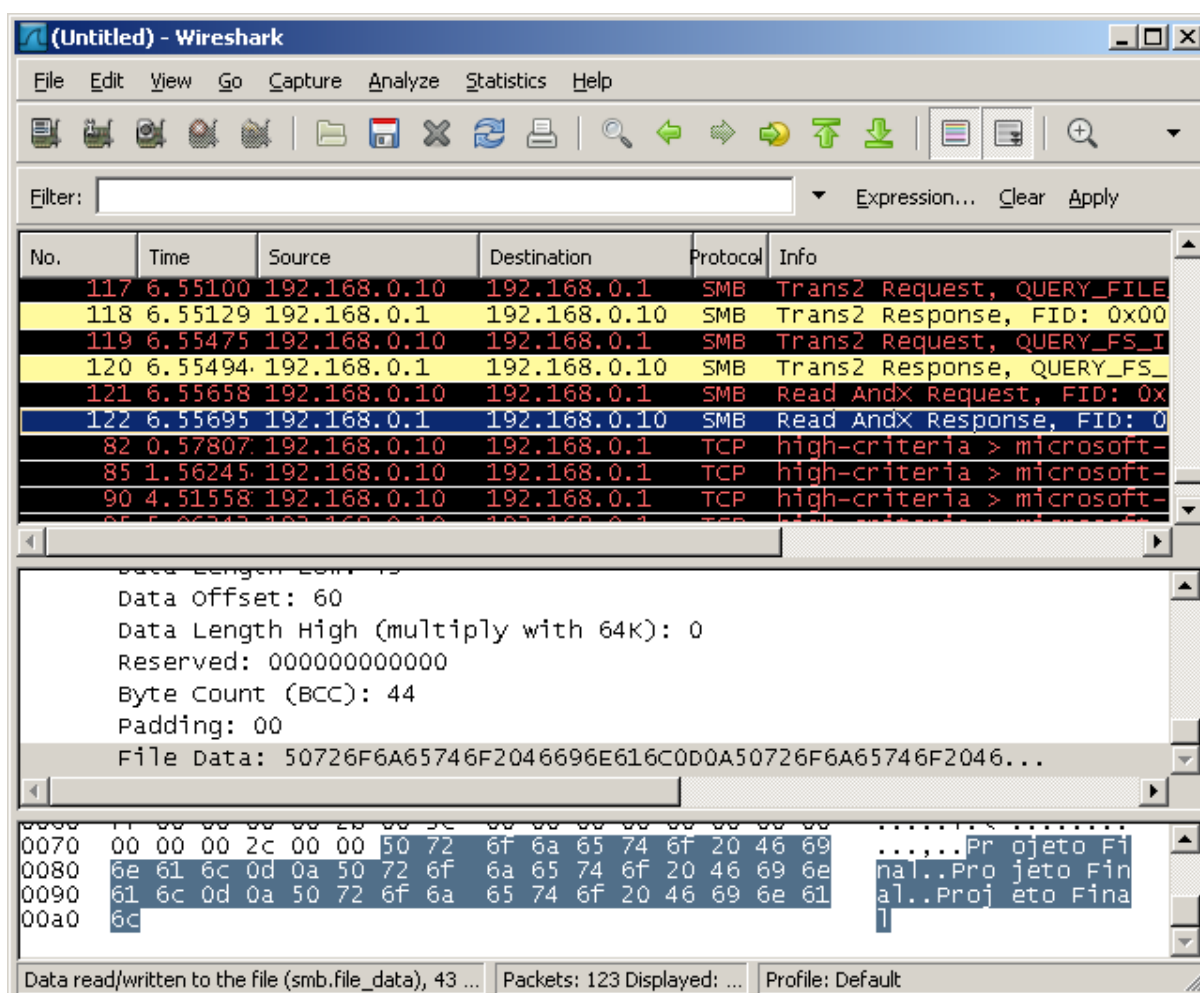 (Untitled) - Wireshark
File Edit View Go Capture Analyze Statistics Help
Filter: Expression... Clear Apply
No. Time Source Destination Protocol Info
117 6.55100 192.168.0.10 192.168.0.1 SMB Trans2 Request, QUERY_FILE
118 6.55129 192.168.0.1 192.168.0.10 SMB Trans2 Response, FID: 0x00
119 6.55475 192.168.0.10 192.168.0.1 SMB Trans2 Request, QUERY_FS_I
120 6.55494 192.168.0.1 192.168.0.10 SMB Trans2 Response, QUERY_FS_
121 6.55658 192.168.0.10 192.168.0.1 SMB Read AndX Request, FID: 0x
122 6.55695 192.168.0.1 192.168.0.10 SMB Read AndX Response, FID: 0
82 0.57807 192.168.0.10 192.168.0.1 TCP high-criteria > microsoft-
85 1.56245 192.168.0.10 192.168.0.1 TCP high-criteria > microsoft-
90 4.51558 192.168.0.10 192.168.0.1 TCP high-criteria > microsoft-
Data Offset: 60
Data Length High (multiply with 64K): 0
Reserved: 000000000000
Byte Count (BCC): 44
Padding: 00
File Data: 50726F6A65746F2046696E616C0D0A50726F6A65746F2046...
0070 00 00 00 2c 00 00 50 72 6f 6a 65 74 6f 20 46 69 ...,..Pr ojeto Fi
0080 6e 61 6c 0d 0a 50 72 6f 6a 65 74 6f 20 46 69 6e nal..Pro jeto Fin
0090 61 6c 0d 0a 50 72 6f 6a 65 74 6f 20 46 69 6e 61 al..Proj eto Fina
00a0 6c l
Data read/written to the file (smb.file_data), 43 ... Packets: 123 Displayed: ... Profile: Default